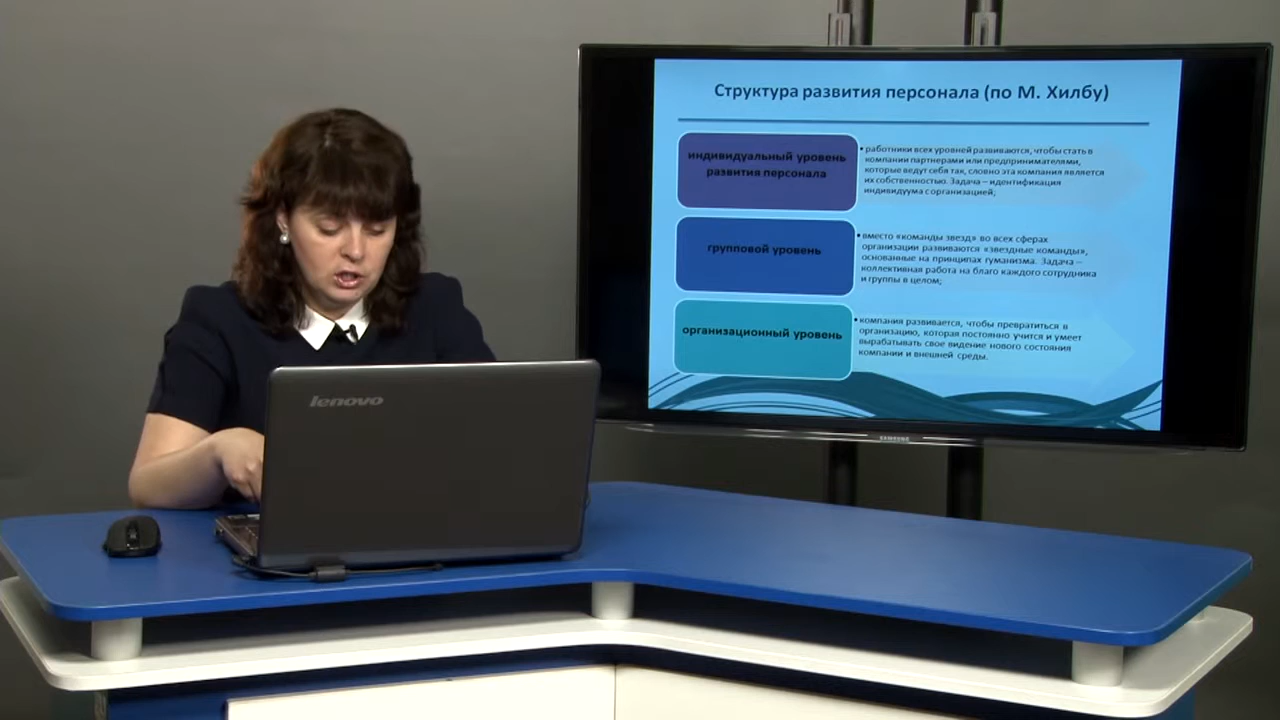 Структура развития персонала (по М. Хилбу)
индивидуальный уровень
развития персонала
• работники всех уровней развиваются, чтобы стать в
компании партнерами или предпринимателями,
которые ведут себя так, словно эта компания является
их собственностью. Задача – идентификация
индивидуума с организацией;
групповой уровень
• вместо «команды звезд» во всех сферах
организации развиваются «звездные команды»,
основанные на принципах гуманизма. Задача –
коллективная работа на благо каждого сотрудника
и группы в целом;
организационный уровень
• компания развивается, чтобы превратиться в
организацию, которая постоянно учится и умеет
вырабатывать свое видение нового состояния
компании и внешней среды.
SAMSUNG
lenovo